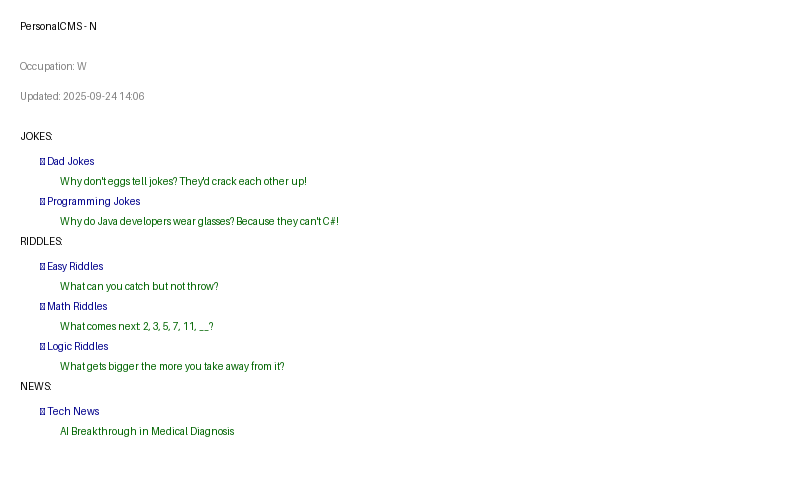 PersonalCMS - N
Occupation: W
Updated: 2025-09-24 14:06
JOKES:
Dad Jokes
Why don't eggs tell jokes? They'd crack each other up!
Programming Jokes
Why do Java developers wear glasses? Because they can't C#!
RIDDLES:
Easy Riddles
What can you catch but not throw?
Math Riddles
What comes next: 2, 3, 5, 7, 11, __?
Logic Riddles
What gets bigger the more you take away from it?
NEWS:
Tech News
AI Breakthrough in Medical Diagnosis